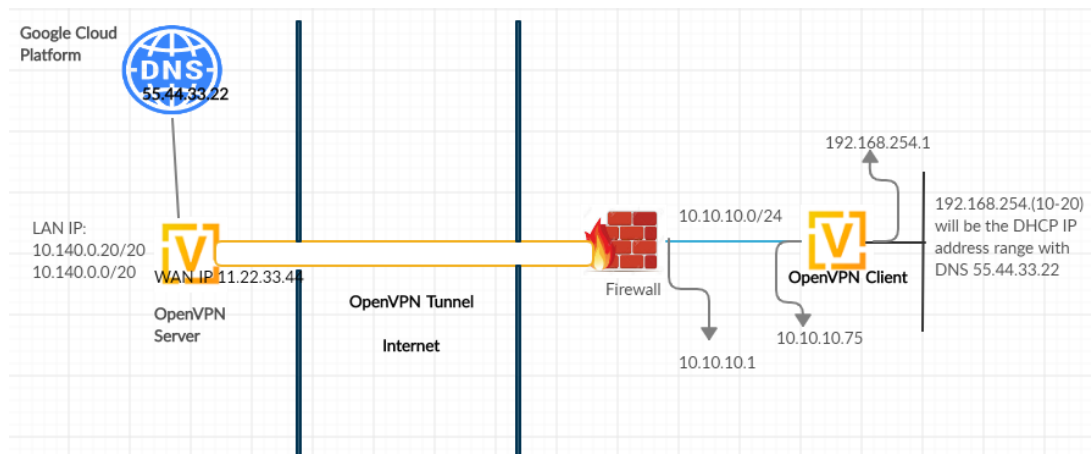 Google Cloud
Platform
DNS
55.44.33.22
LAN IP:
10.140.0.20/20
10.140.0.0/20
V
WAN IP 11.22.33.44
OpenVPN
Server
OpenVPN Tunnel
Internet
Firewall
10.10.10.0/24
10.10.10.1
192.168.254.1
V
OpenVPN Client
10.10.10.75
192.168.254.(10-20)
will be the DHCP IP
address range with
DNS 55.44.33.22